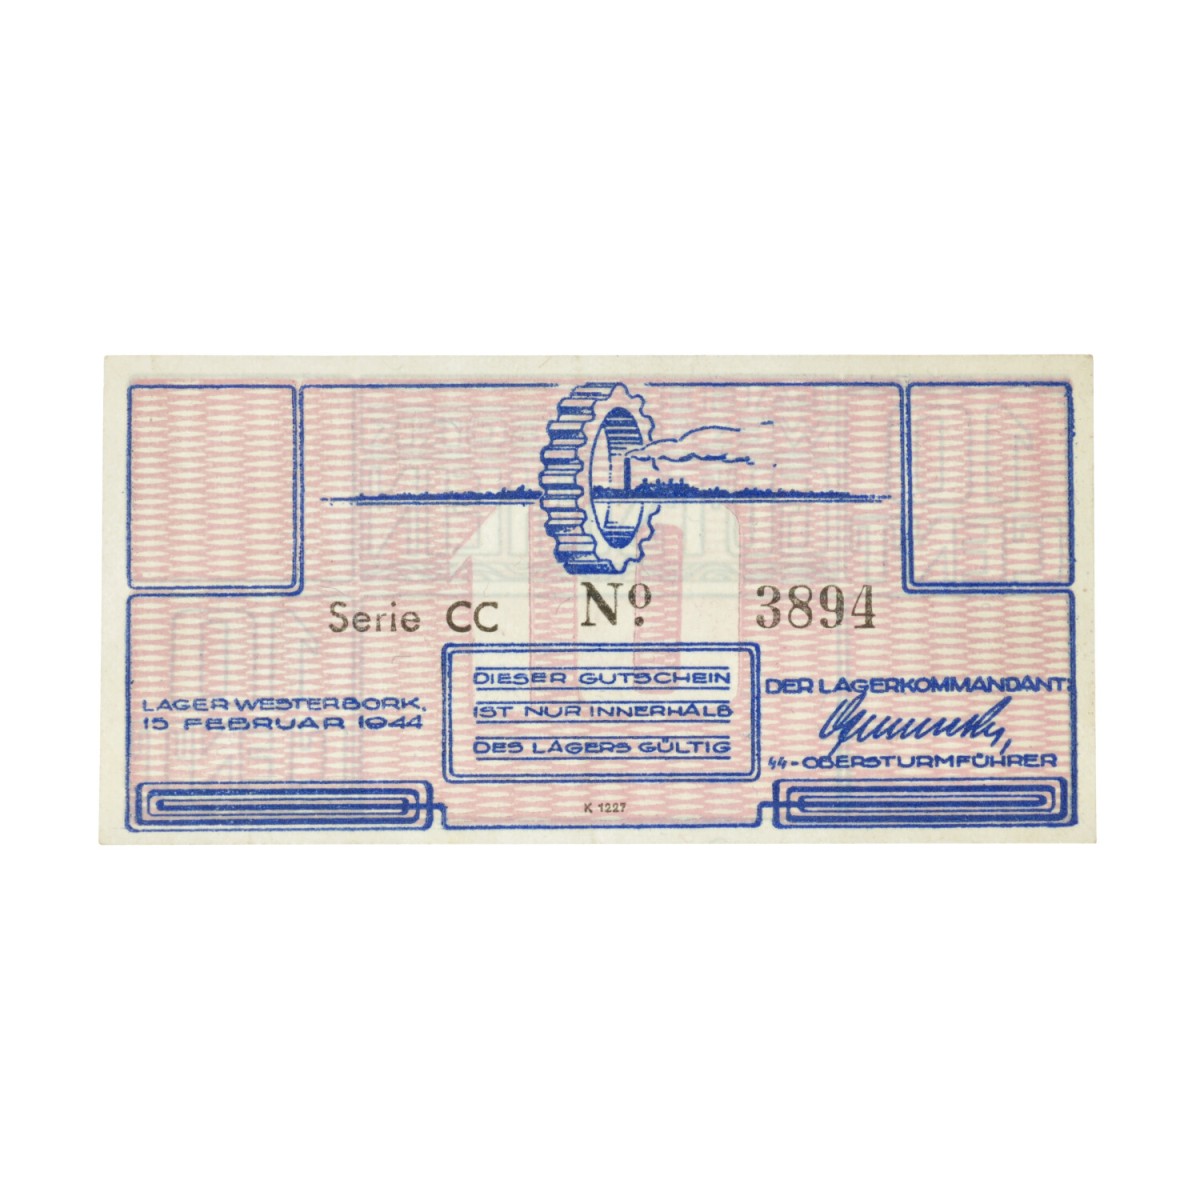 10
Serie CC Nº 3894
DIESER GUTSCHEIN
IST NUR INNERHALB
DES LAGERS GÜLTIG
LAGER WESTERBORK,
15 FEBRUAR 1944
DER LAGERKOMMANDANT:
SS-OBERSTURMFÜHRER
K 1227